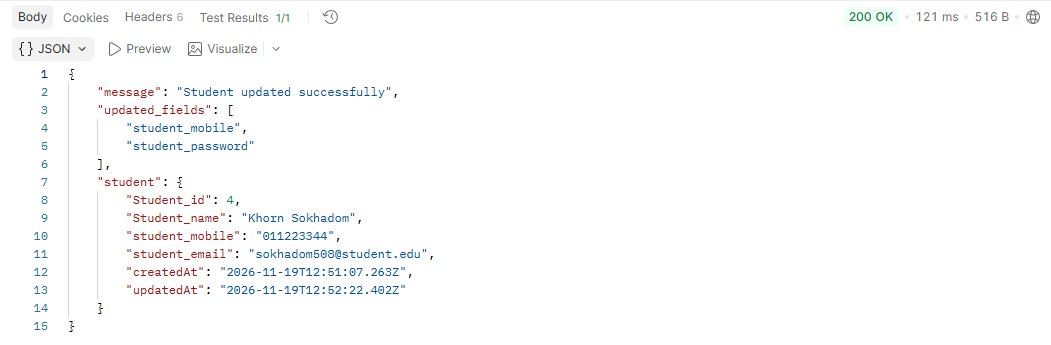 Body Cookies Headers 6 Test Results 1/1 200 OK • 121 ms • 516 B •
{} JSON Preview Visualize
1 {
2     "message": "Student updated successfully",
3     "updated_fields": [
4         "student_mobile",
5         "student_password"
6     ],
7     "student": {
8         "Student_id": 4,
9         "Student_name": "Khorn Sokhadom",
10         "student_mobile": "011223344",
11         "student_email": "sokhadom508@student.edu",
12         "createdAt": "2026-11-19T12:51:07.263Z",
13         "updatedAt": "2026-11-19T12:52:22.402Z"
14     }
15 }